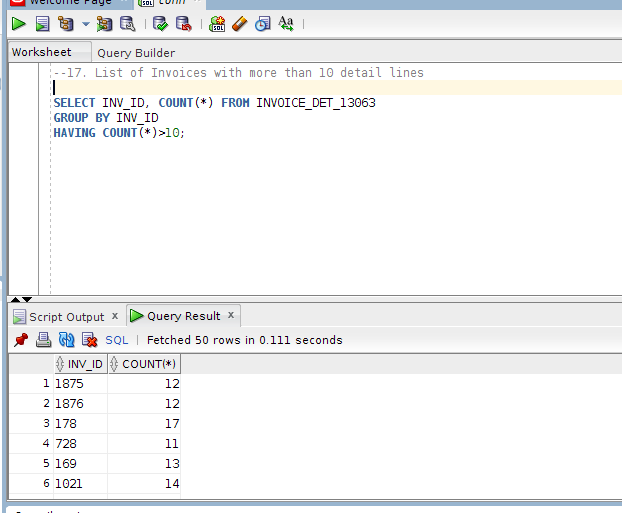 Welcome Page
conn
SQL
Aa
Worksheet
Query Builder
--17. List of Invoices with more than 10 detail lines
SELECT INV_ID, COUNT(*) FROM INVOICE_DET_13063
GROUP BY INV_ID
HAVING COUNT(*)>10;
Script Output x
Query Result x
SQL | Fetched 50 rows in 0.111 seconds
INV_ID COUNT(*)
1 1875 12
2 1876 12
3 178 17
4 728 11
5 169 13
6 1021 14